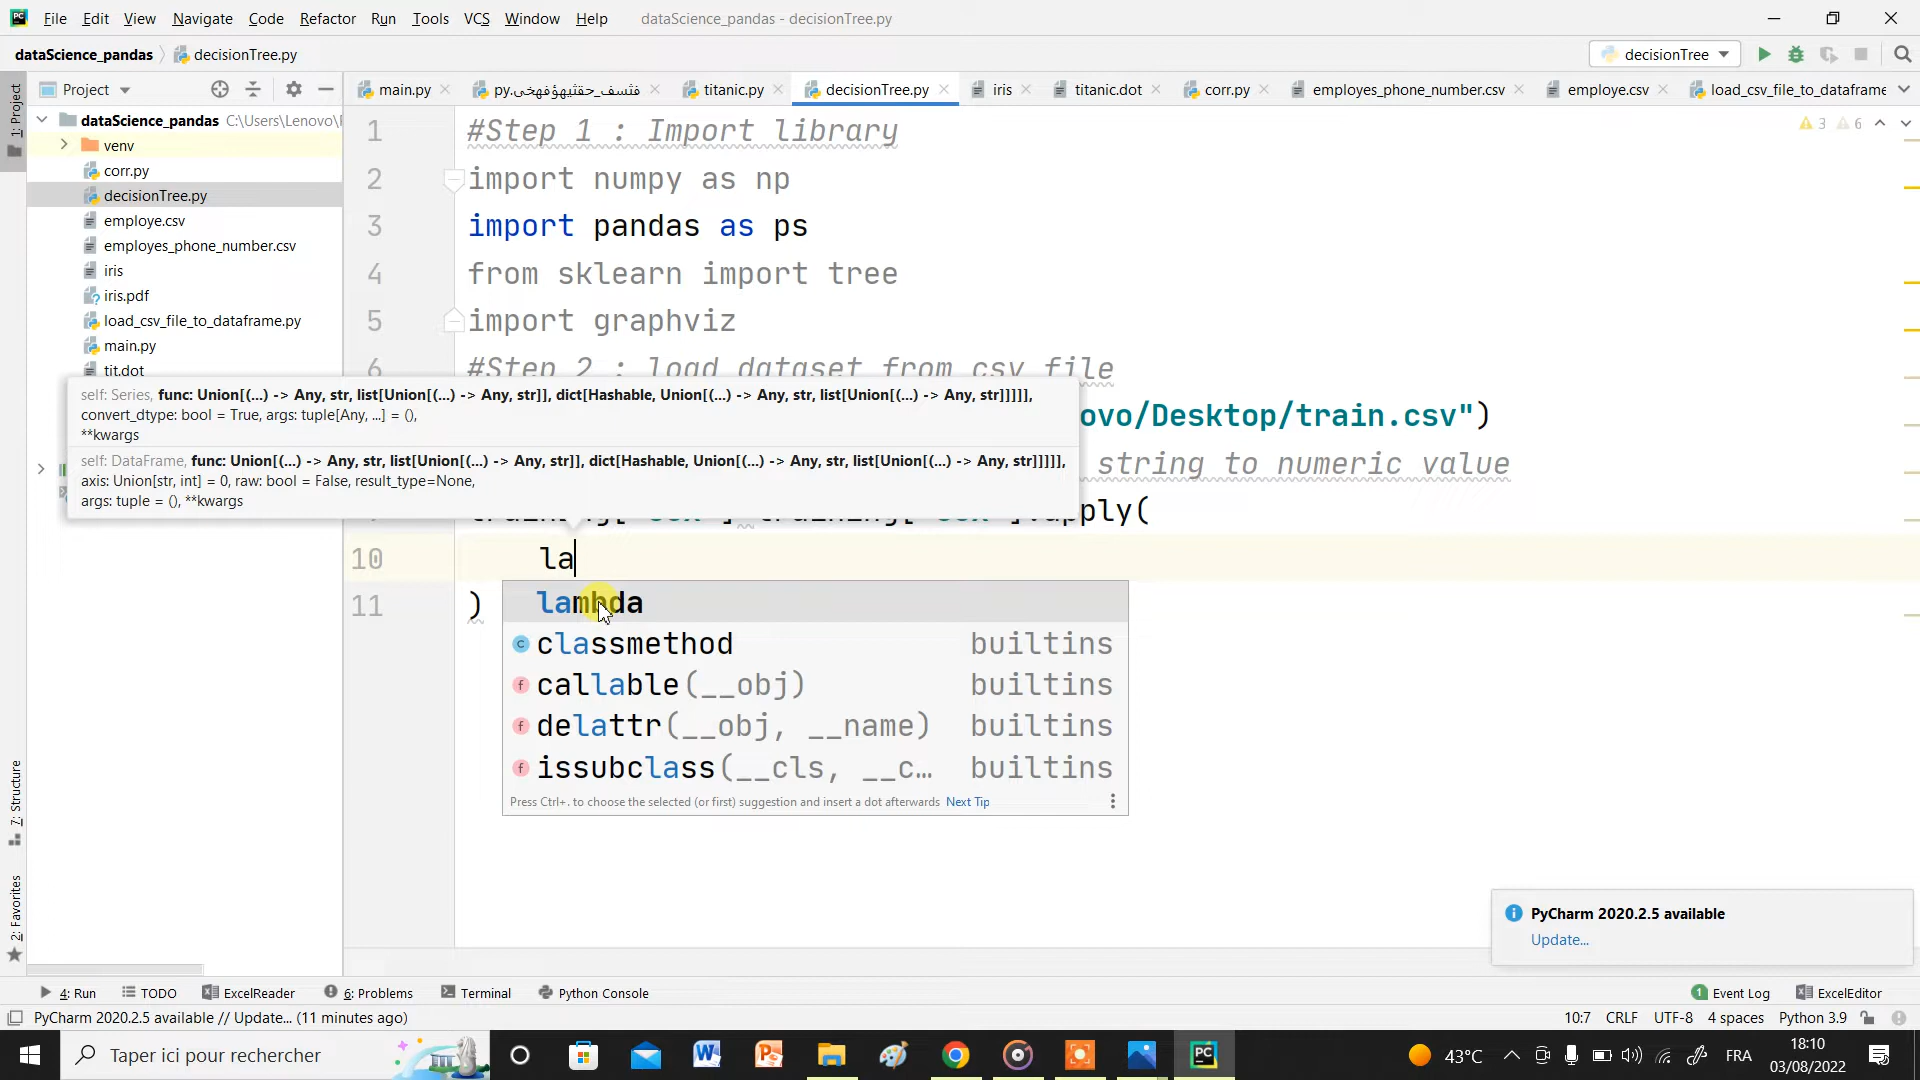 File Edit View Navigate Code Refactor Run Tools VCS Window Help dataScience_pandas - decisionTree.py
dataScience_pandas decisionTree.py decisionTree
1: Project
Project
main.py فثسف_حقثيهؤفهخى.py titanic.py decisionTree.py iris titanic.dot corr.py employes_phone_number.csv employe.csv load_csv_file_to_dataframe
dataScience_pandas C:\Users\Lenovo\
venv
corr.py
decisionTree.py
employe.csv
employes_phone_number.csv
iris
iris.pdf
load_csv_file_to_dataframe.py
main.py
tit.dot
3 6
1 #Step 1 : Import library
2 import numpy as np
3 import pandas as ps
4 from sklearn import tree
5 import graphviz
6 #Step 2 : load dataset from csv file
ovo/Desktop/train.csv")
string to numeric value
self: Series, func: Union[(...) -> Any, str, list[Union[(...) -> Any, str]], dict[Hashable, Union[(...) -> Any, str, list[Union[(...) -> Any, str]]]]],
convert_dtype: bool = True, args: tuple[Any, ...] = (),
**kwargs
self: DataFrame, func: Union[(...) -> Any, str, list[Union[(...) -> Any, str]], dict[Hashable, Union[(...) -> Any, str, list[Union[(...) -> Any, str]]]]],
axis: Union[str, int] = 0, raw: bool = False, result_type=None,
args: tuple = (), **kwargs
pply(
10 la
11 )
lambda
classmethod builtins
callable(__obj) builtins
delattr(__obj, __name) builtins
issubclass(__cls, __c… builtins
Press Ctrl+. to choose the selected (or first) suggestion and insert a dot afterwards Next Tip
7: Structure
2: Favorites
PyCharm 2020.2.5 available
Update...
4: Run TODO ExcelReader 6: Problems Terminal Python Console 1 Event Log ExcelEditor
PyCharm 2020.2.5 available // Update... (11 minutes ago) 10:7 CRLF UTF-8 4 spaces Python 3.9
Taper ici pour rechercher 43°C FRA 18:10
03/08/2022